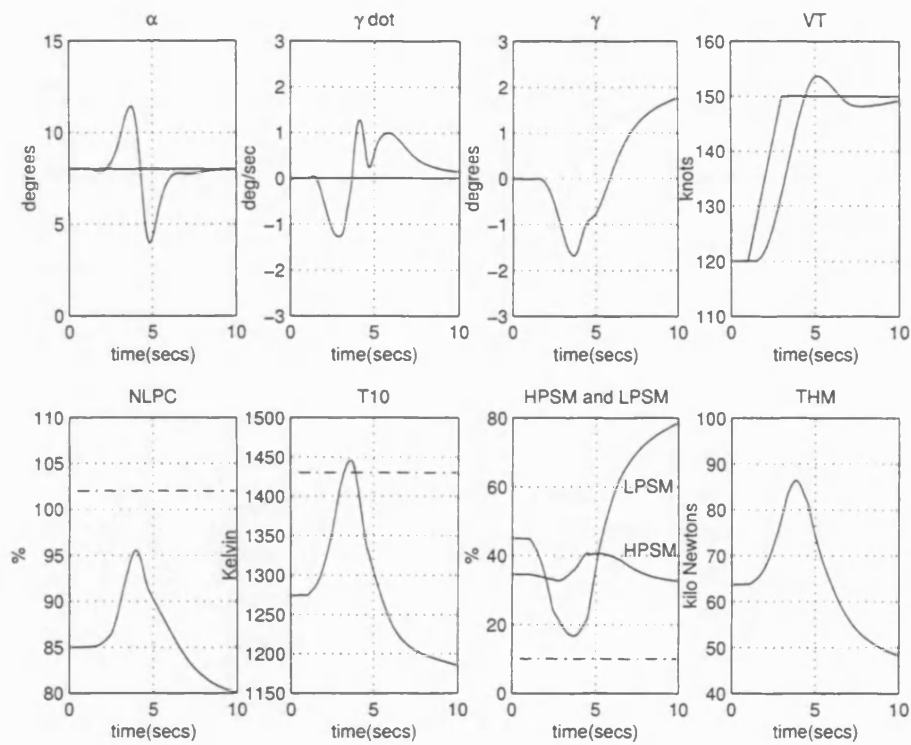 α γ dot γ VT
15 3 3 160
10 2 2 150
5 1 1 140
0 0 0 130
-1 -1 120
-2 -2 110
-3 -3
degrees deg/sec degrees knots
0 5 10 0 5 10 0 5 10 0 5 10
time(secs) time(secs) time(secs) time(secs)
NLPC T10 HPSM and LPSM THM
110 1500 80 100
105 1450 60 90
100 1400 40 80
95 1350 20 70
90 1300 0 60
85 1250 50
80 1200 40
1150
% Kelvin % kilo Newtons
LPSM
HPSM
0 5 10 0 5 10 0 5 10 0 5 10
time(secs) time(secs) time(secs) time(secs)